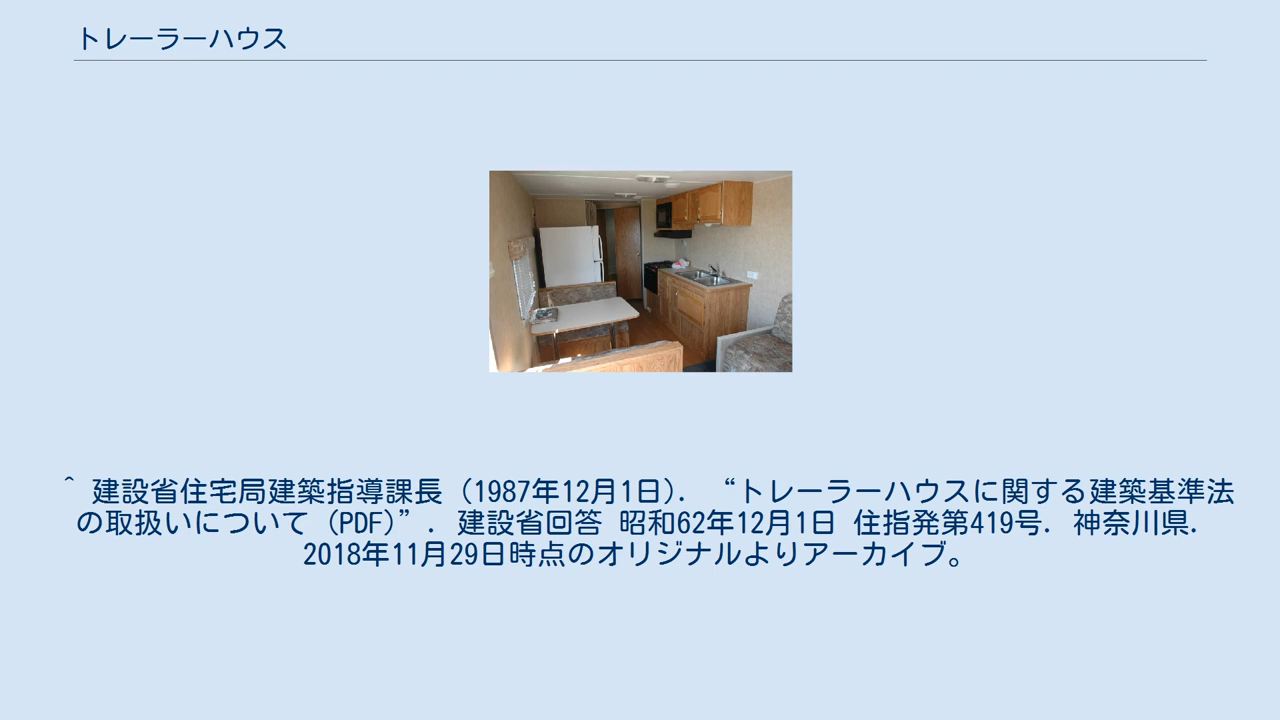 トレーラーハウス
^ 建設省住宅局建築指導課長 (1987年12月1日). “トレーラーハウスに関する建築基準法
の取扱いについて (PDF)”. 建設省回答 昭和62年12月1日 住指発第419号. 神奈川県.
2018年11月29日時点のオリジナルよりアーカイブ。